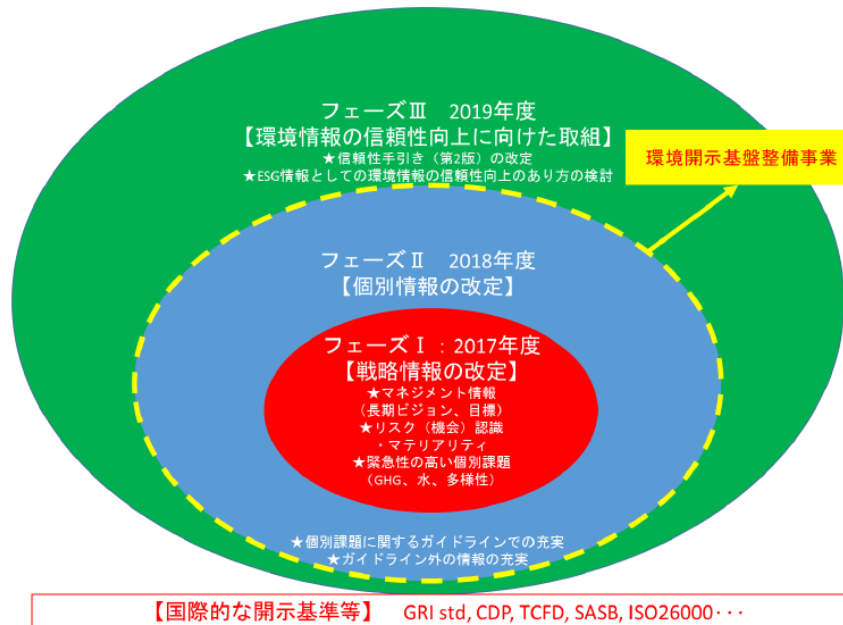 フェーズⅢ　2019年度
【環境情報の信頼性向上に向けた取組】
★信頼性手引き（第2版）の改定
★ESG情報としての環境情報の信頼性向上のあり方の検討
環境開示基盤整備事業
フェーズⅡ　2018年度
【個別情報の改定】
フェーズⅠ：2017年度
【戦略情報の改定】
★マネジメント情報
（長期ビジョン、目標）
★リスク（機会）認識
・マテリアリティ
★緊急性の高い個別課題
（GHG、水、多様性）
★個別課題に関するガイドラインでの充実
★ガイドライン外の情報の充実
【国際的な開示基準等】　GRI std, CDP, TCFD, SASB, ISO26000･･･